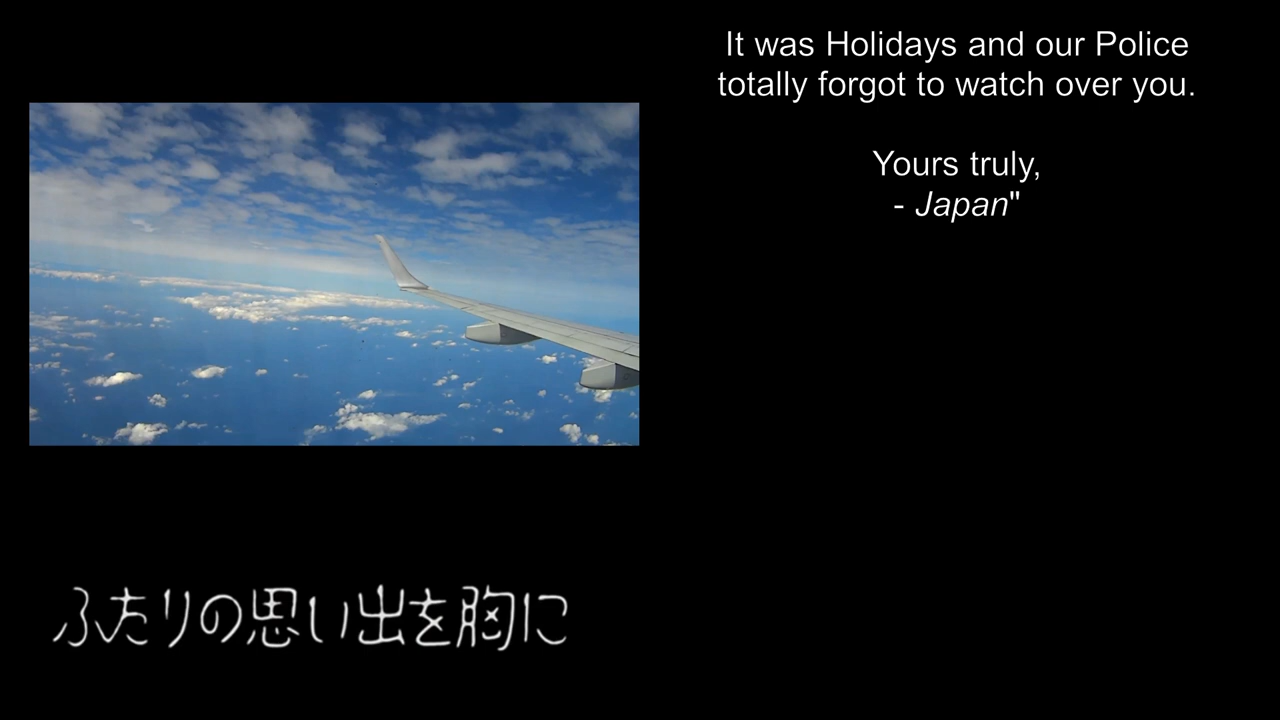 It was Holidays and our Police
totally forgot to watch over you.
Yours truly,
- Japan"
ふたりの思い出を胸に